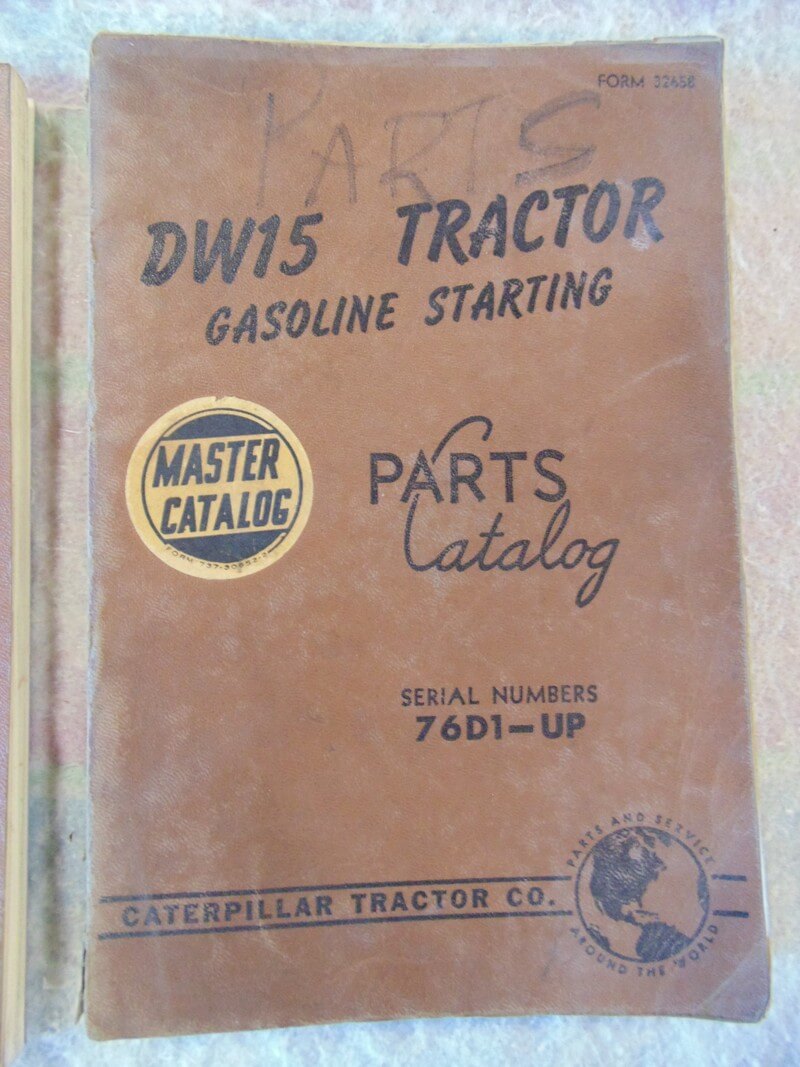 FORM 32658
PARTS
DW15 TRACTOR
GASOLINE STARTING
MASTER
CATALOG
PARTS
Catalog
SERIAL NUMBERS
76D1-UP
PARTS AND SERVICE
AROUND THE WORLD
CATERPILLAR TRACTOR CO.